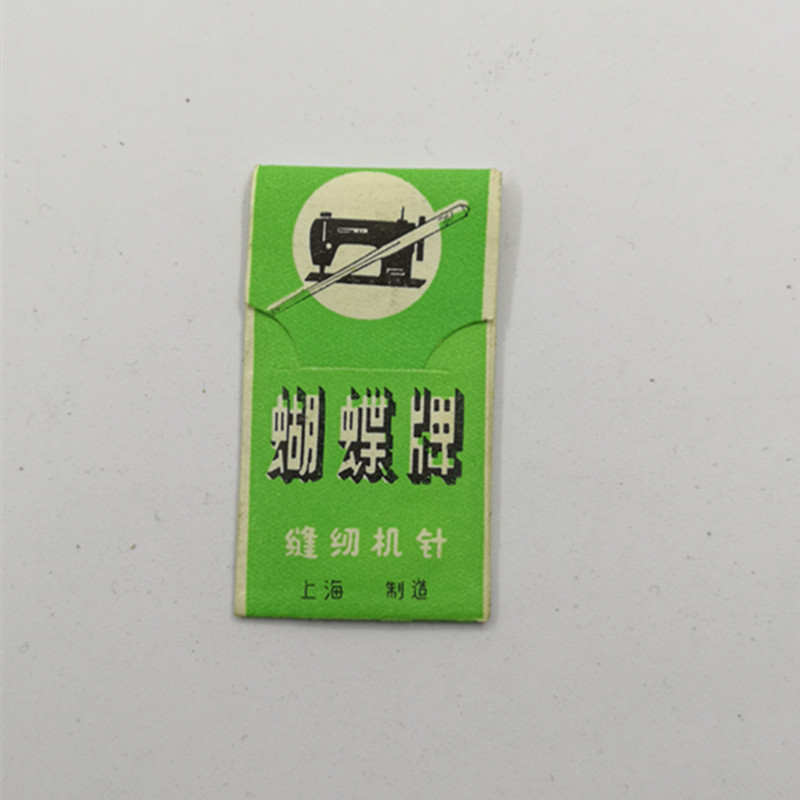 蝴蝶牌
缝纫机针
上海 制造